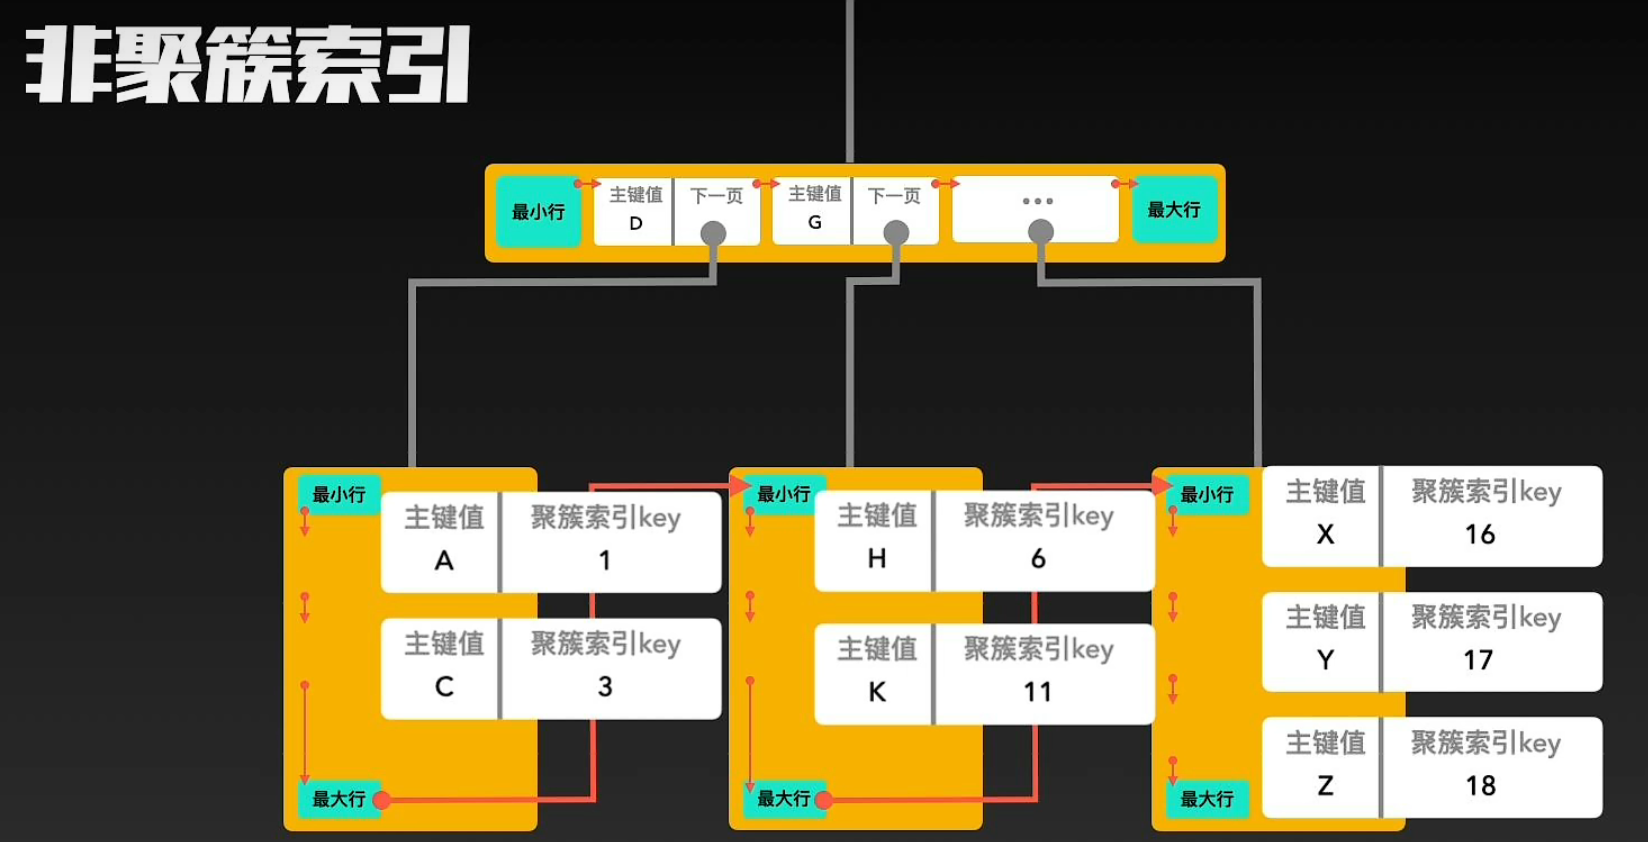 非聚簇索引
最小行
主键值
D
下一页
主键值
G
下一页
•••
最大行
最小行
主键值
A
聚簇索引key
1
主键值
C
聚簇索引key
3
最大行
最小行
主键值
H
聚簇索引key
6
主键值
K
聚簇索引key
11
最大行
最小行
主键值
X
聚簇索引key
16
主键值
Y
聚簇索引key
17
主键值
Z
聚簇索引key
18
最大行